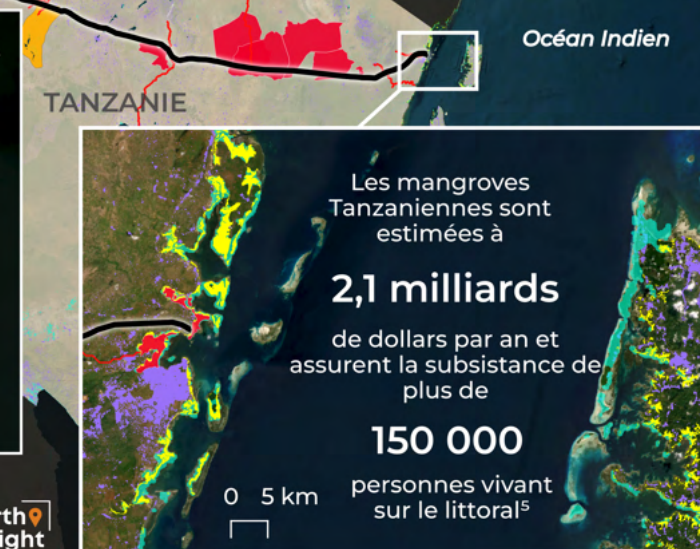 Océan Indien
TANZANIE
Les mangroves
Tanzaniennes sont
estimées à
2,1 milliards
de dollars par an et
assurent la subsistance de
plus de
150 000
personnes vivant
sur le littoral⁵
0 5 km